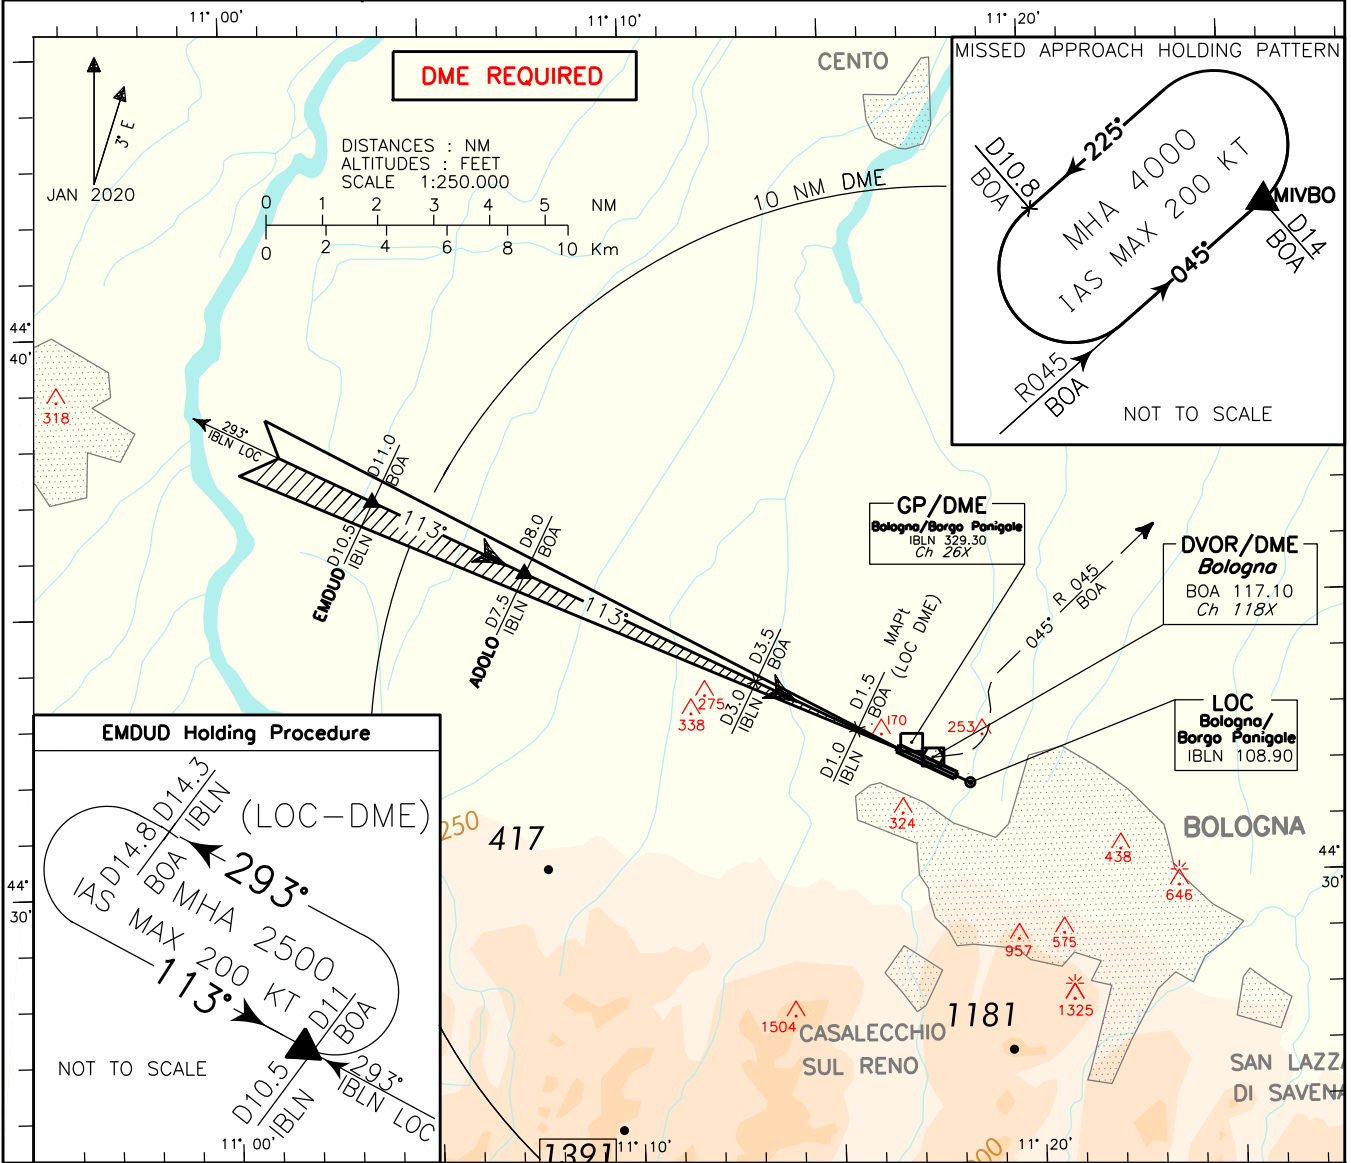 11° 00'
11° 10'
11° 20'
DME REQUIRED
CENTO
MISSED APPROACH HOLDING PATTERN
3° E
JAN 2020
DISTANCES : NM
ALTITUDES : FEET
SCALE 1:250.000
0 1 2 3 4 5 NM
0 2 4 6 8 10 Km
10 NM DME
D10.8
BOA
225°
MHA 4000
IAS MAX 200 KT
045°
MIVBO
D14
BOA
R045
BOA
NOT TO SCALE
44°
40'
318
293°
IBLN LOC
D11.0
BOA
113°
EMDUD
D10.5
IBLN
D8.0
BOA
ADOLO
D7.5
IBLN
113°
D3.5
BOA
D3.0
IBLN
275
338
D1.5
BOA
MAPt
(LOC DME)
D1.0
IBLN
170
253
GP/DME
Bologna/Borgo Panigale
IBLN 329.30
Ch 26X
045° R 045
BOA
DVOR/DME
Bologna
BOA 117.10
Ch 118X
LOC
Bologna/
Borgo Panigale
IBLN 108.90
EMDUD Holding Procedure
(LOC-DME)
D14.3
IBLN
D14.8
BOA
293°
MHA 2500
IAS MAX 200 KT
113°
D11
BOA
D10.5
IBLN
293°
IBLN LOC
NOT TO SCALE
250
417
324
BOLOGNA
438
646
44°
30'
44°
30'
957
575
1325
1504
CASALECCHIO
SUL RENO
1181
SAN LAZZA
DI SAVENA
1391
11° 00'
11° 10'
11° 20'